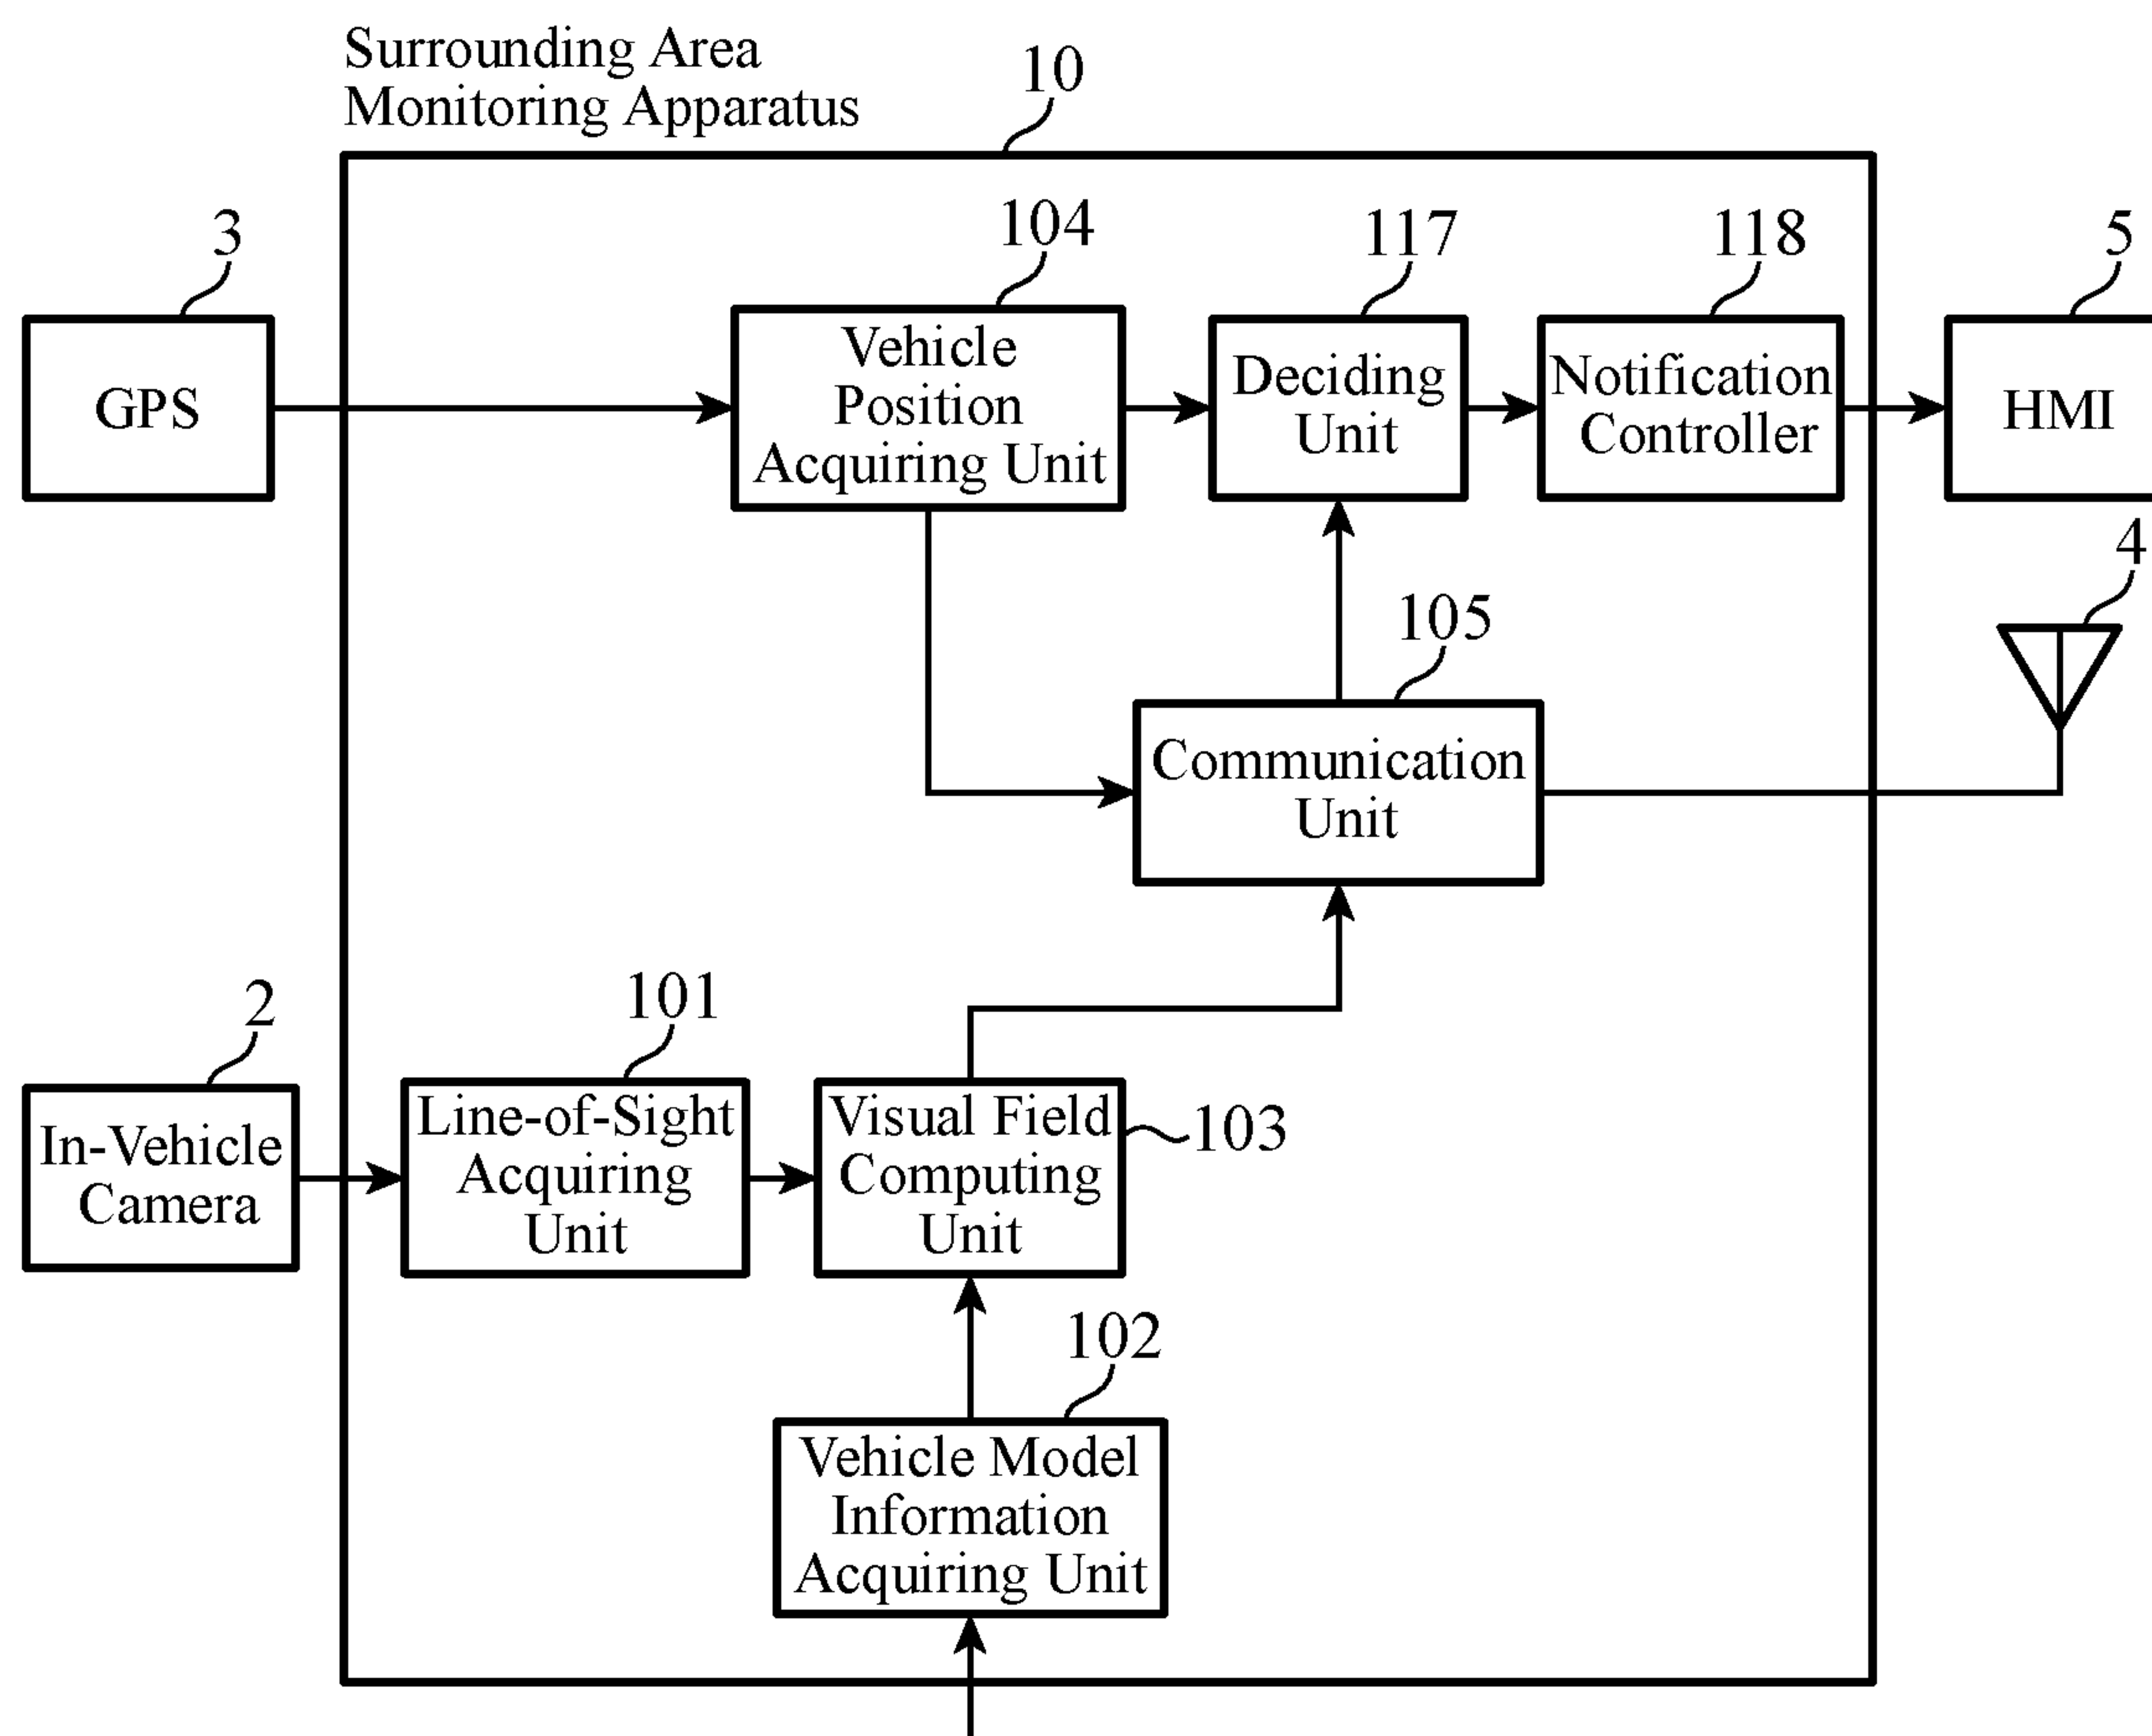 Surrounding Area
Monitoring Apparatus
10
3
104
117
118
5
GPS
Vehicle
Position
Acquiring Unit
Deciding
Unit
Notification
Controller
HMI
4
105
Communication
Unit
2
101
In-Vehicle
Camera
Line-of-Sight
Acquiring
Unit
Visual Field
Computing
Unit
103
102
Vehicle Model
Information
Acquiring Unit